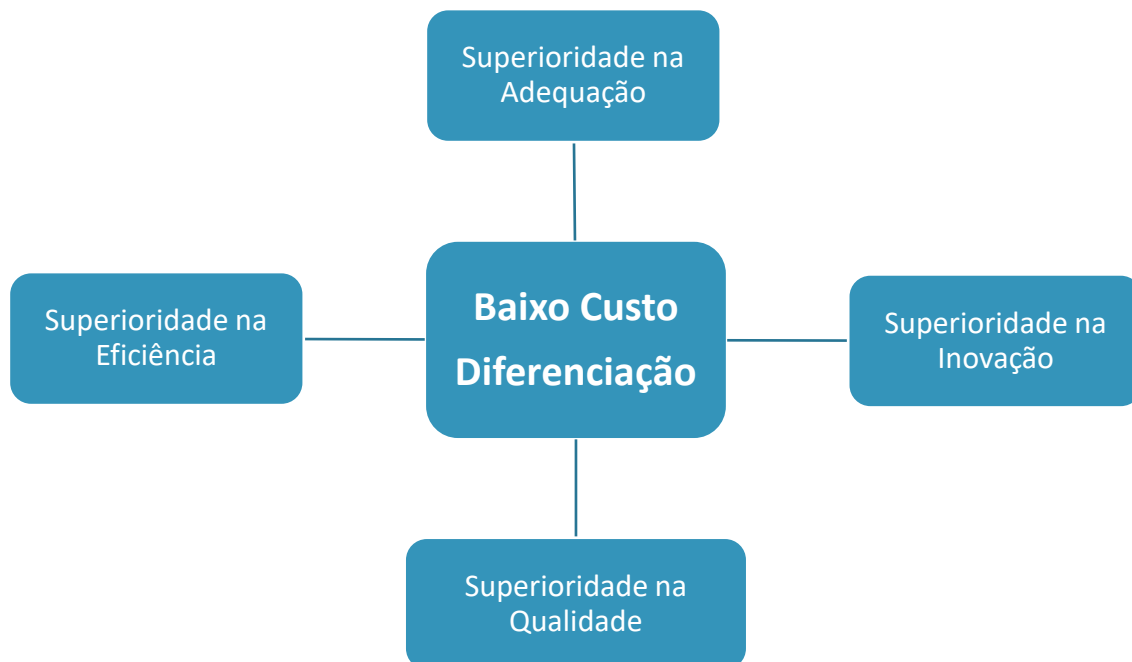 Superioridade na
Adequação
Superioridade na
Eficiência
Baixo Custo
Diferenciação
Superioridade na
Inovação
Superioridade na
Qualidade